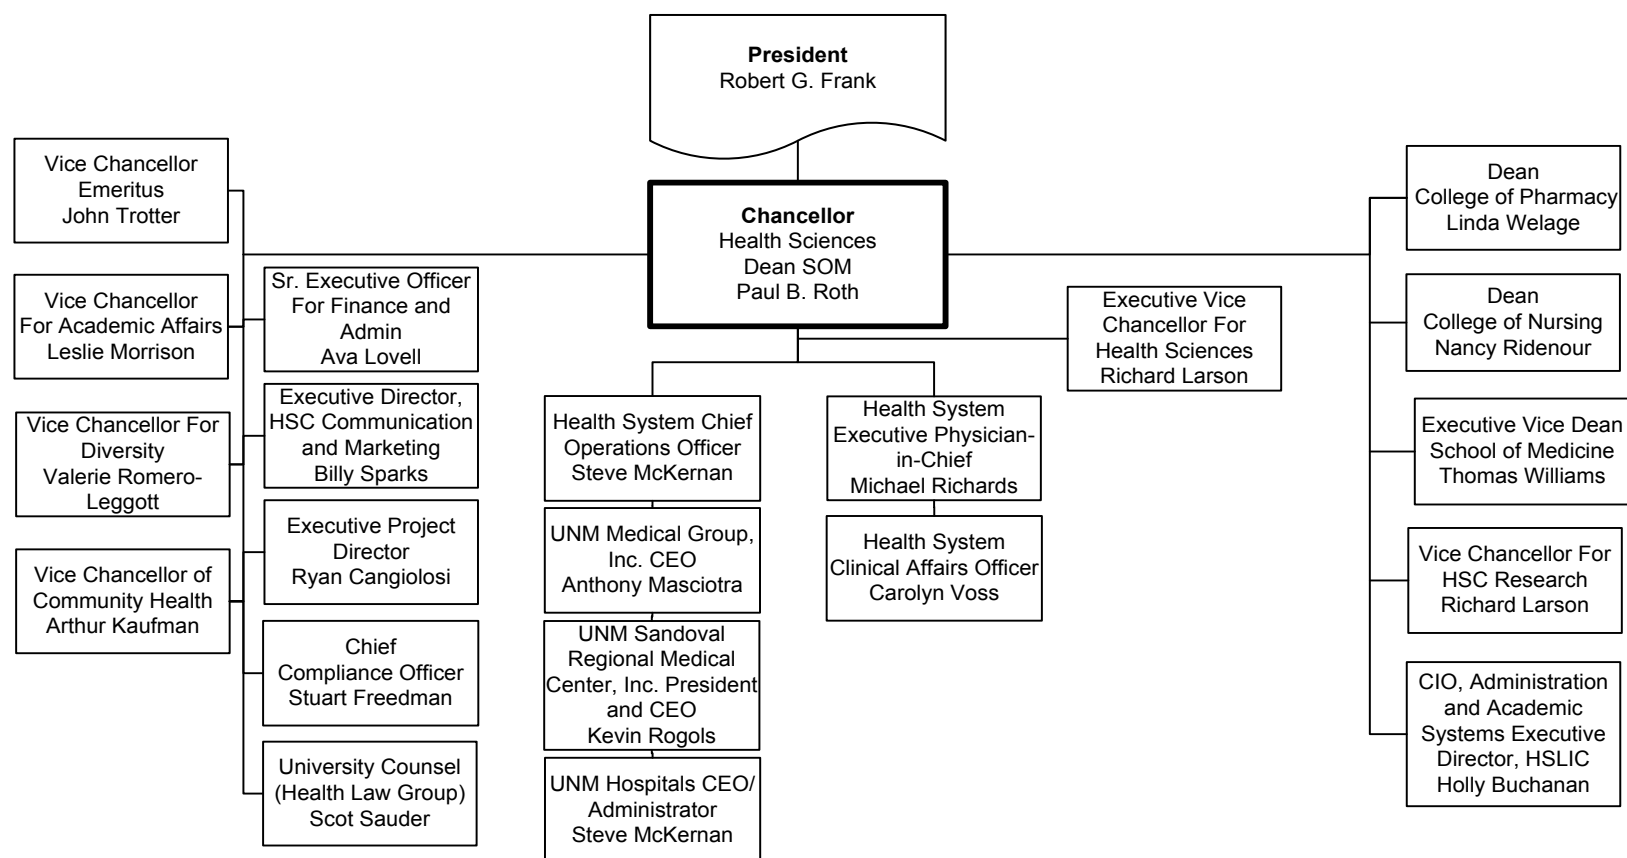 President
Robert G. Frank
Chancellor
Health Sciences
Dean SOM
Paul B. Roth
Vice Chancellor
Emeritus
John Trotter
Vice Chancellor
For Academic Affairs
Leslie Morrison
Vice Chancellor For
Diversity
Valerie Romero-
Leggott
Vice Chancellor of
Community Health
Arthur Kaufman
Sr. Executive Officer
For Finance and
Admin
Ava Lovell
Executive Director,
HSC Communication
and Marketing
Billy Sparks
Executive Project
Director
Ryan Cangiolosi
Chief
Compliance Officer
Stuart Freedman
University Counsel
(Health Law Group)
Scot Sauder
Health System Chief
Operations Officer
Steve McKernan
UNM Medical Group,
Inc. CEO
Anthony Masciotra
UNM Sandoval
Regional Medical
Center, Inc. President
and CEO
Kevin Rogols
UNM Hospitals CEO/
Administrator
Steve McKernan
Health System
Executive Physician-
in-Chief
Michael Richards
Health System
Clinical Affairs Officer
Carolyn Voss
Executive Vice
Chancellor For
Health Sciences
Richard Larson
Dean
College of Pharmacy
Linda Welage
Dean
College of Nursing
Nancy Ridenour
Executive Vice Dean
School of Medicine
Thomas Williams
Vice Chancellor For
HSC Research
Richard Larson
CIO, Administration
and Academic
Systems Executive
Director, HSLIC
Holly Buchanan